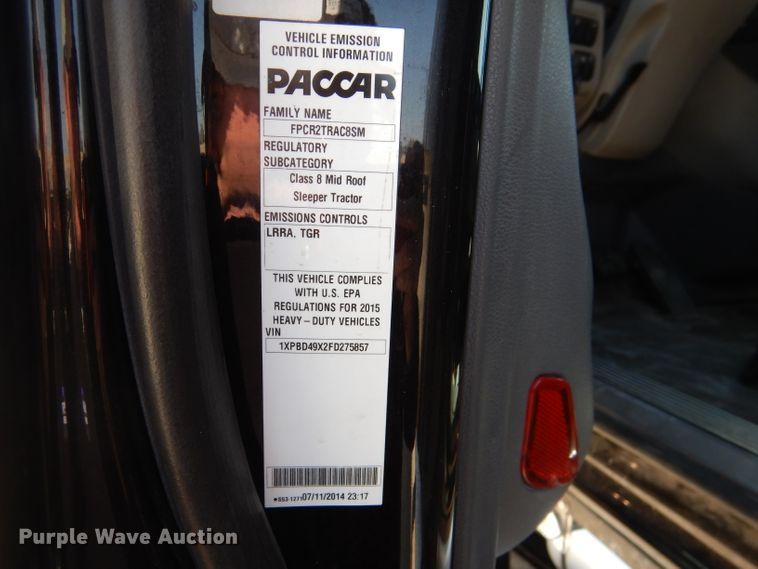 VEHICLE EMISSION
CONTROL INFORMATION
PACCAR
FAMILY NAME
FPCR2TRAC8SM
REGULATORY
SUBCATEGORY
Class 8 Mid Roof
Sleeper Tractor
EMISSIONS CONTROLS
LRRA, TGR
THIS VEHICLE COMPLIES
WITH U.S. EPA
REGULATIONS FOR 2015
HEAVY-DUTY VEHICLES
VIN
1XPBD49X2FD275857
S53-1271 07/11/2014 23:17
Purple Wave Auction